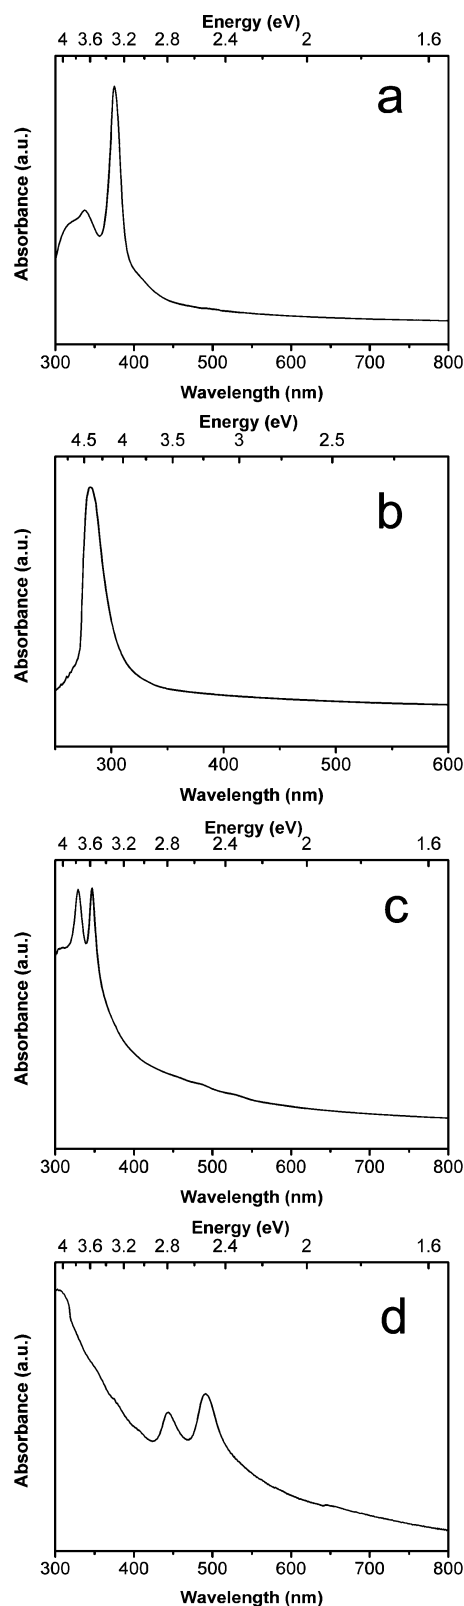 Energy (eV)
4 3.6 3.2 2.8 2.4 2 1.6
a
Absorbance (a.u.)
300 400 500 600 700 800
Wavelength (nm)
Energy (eV)
4.5 4 3.5 3 2.5
b
Absorbance (a.u.)
300 400 500 600
Wavelength (nm)
Energy (eV)
4 3.6 3.2 2.8 2.4 2 1.6
c
Absorbance (a.u.)
300 400 500 600 700 800
Wavelength (nm)
Energy (eV)
4 3.6 3.2 2.8 2.4 2 1.6
d
Absorbance (a.u.)
300 400 500 600 700 800
Wavelength (nm)